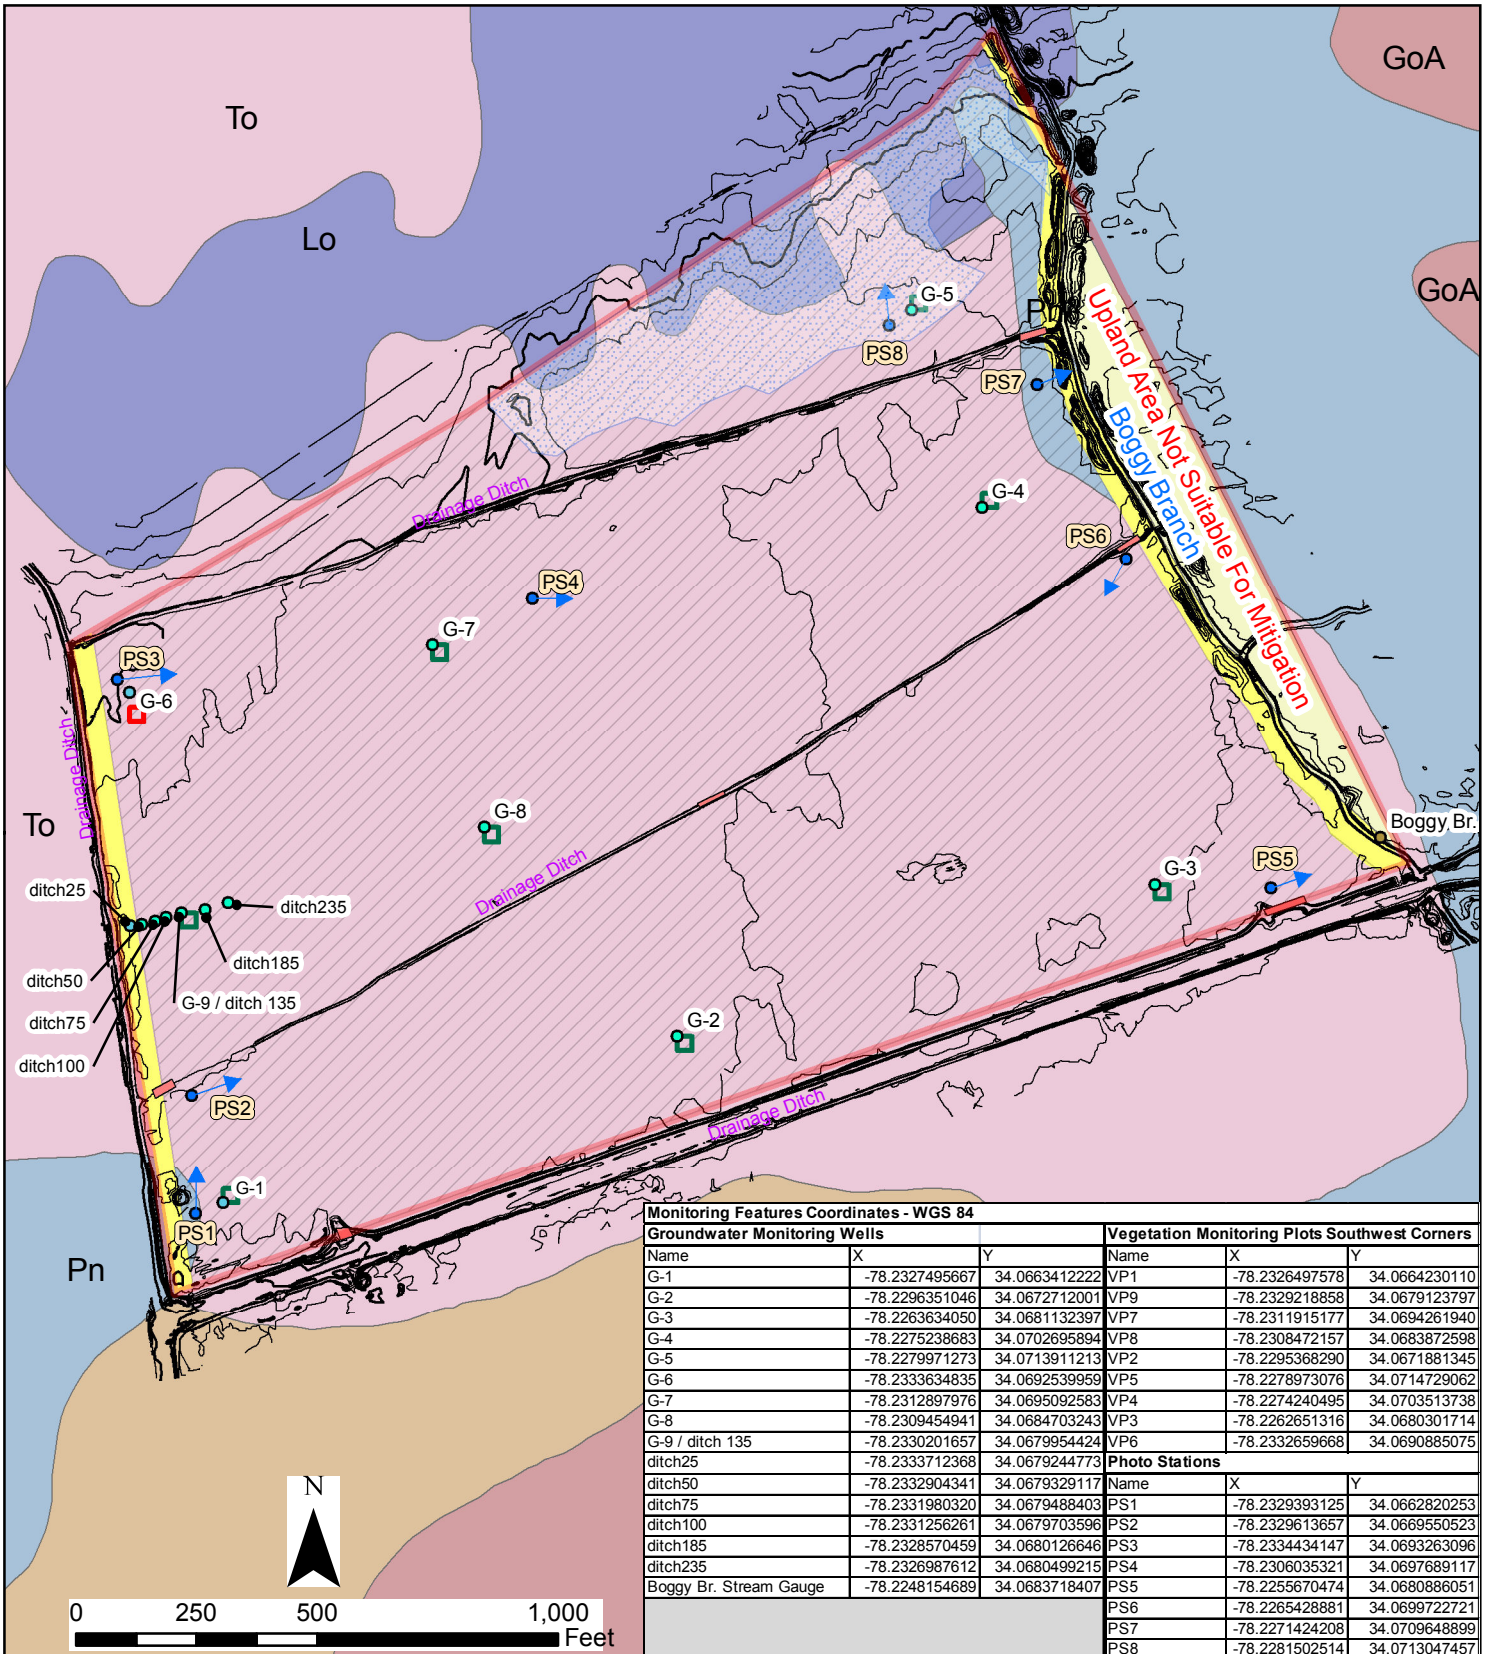 GoA
To
Lo
GoA
G-5
PS8
PS7
Upland Area Not Suitable For Mitigation
Boggy Branch
G-4
Drainage Ditch
PS6
PS4
G-7
PS3
G-6
Drainage Ditch
To
G-8
Boggy Br.
Drainage Ditch
G-3
PS5
ditch25
ditch235
ditch185
ditch50
G-9 / ditch 135
ditch75
G-2
ditch100
PS2
Drainage Ditch
G-1
PS1
Pn
Monitoring Features Coordinates - WGS 84
Groundwater Monitoring Wells Vegetation Monitoring Plots Southwest Corners
Name X Y Name X Y
G-1 -78.2327495667 34.0663412222 VP1 -78.2326497578 34.0664230110
G-2 -78.2296351046 34.0672712001 VP9 -78.2329218858 34.0679123797
G-3 -78.2263634050 34.0681132397 VP7 -78.2311915177 34.0694261940
G-4 -78.2275238683 34.0702695894 VP8 -78.2308472157 34.0683872598
G-5 -78.2279971273 34.0713911213 VP2 -78.2295368290 34.0671881345
G-6 -78.2333634835 34.0692539959 VP5 -78.2278973076 34.0714729062
G-7 -78.2312897976 34.0695092583 VP4 -78.2274240495 34.0703513738
G-8 -78.2309454941 34.0684703243 VP3 -78.2262651316 34.0680301714
G-9 / ditch 135 -78.2330201657 34.0679954424 VP6 -78.2332659668 34.0690885075
ditch25 -78.2333712368 34.0679244773 Photo Stations
ditch50 -78.2332904341 34.0679329117 Name X Y
ditch75 -78.2331980320 34.0679488403 PS1 -78.2329393125 34.0662820253
ditch100 -78.2331256261 34.0679703596 PS2 -78.2329613657 34.0669550523
ditch185 -78.2328570459 34.0680126646 PS3 -78.2334434147 34.0693263096
ditch235 -78.2326987612 34.0680499215 PS4 -78.2306035321 34.0697689117
Boggy Br. Stream Gauge -78.2248154689 34.0683718407 PS5 -78.2255670474 34.0680886051
PS6 -78.2265428881 34.0699722721
PS7 -78.2271424208 34.0709648899
PS8 -78.2281502514 34.0713047457
N
0 250 500 1,000
Feet